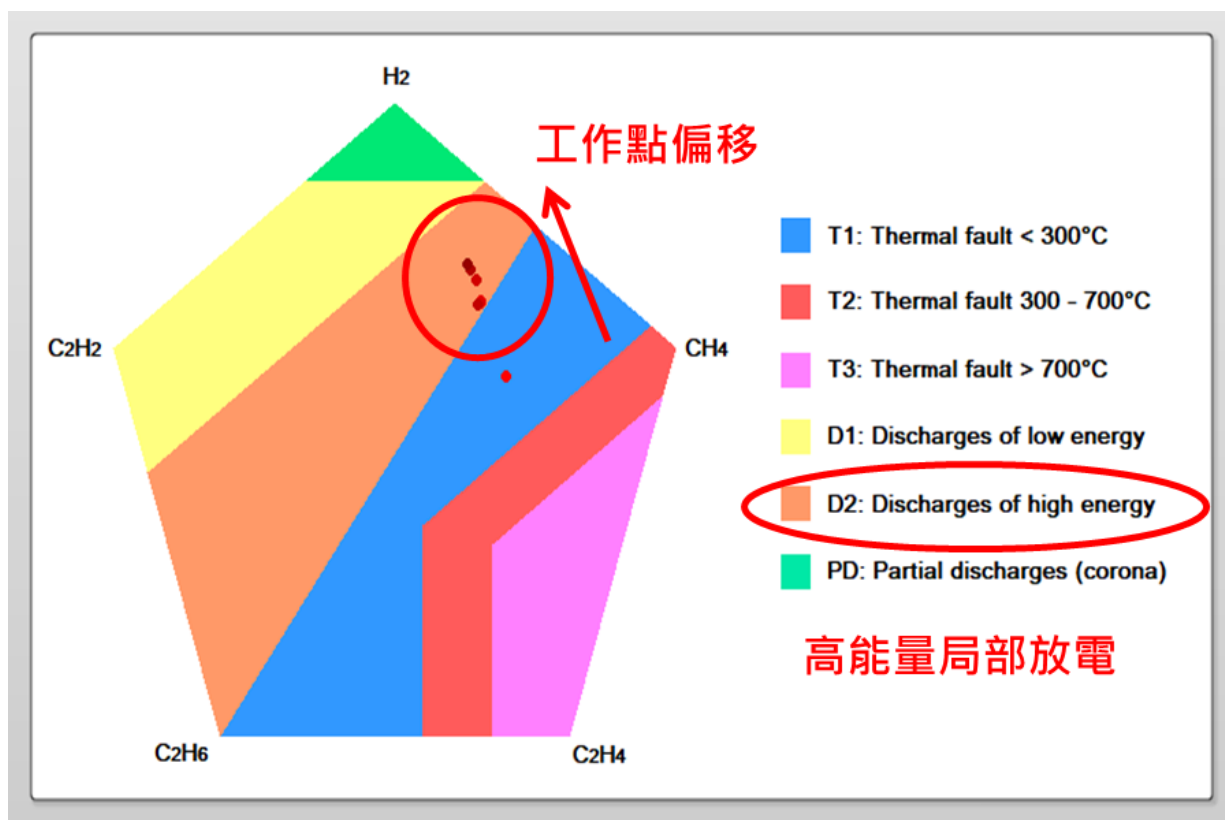 H2
工作點偏移
C2H2
CH4
C2H6
C2H4
T1: Thermal fault < 300°C
T2: Thermal fault 300 - 700°C
T3: Thermal fault > 700°C
D1: Discharges of low energy
D2: Discharges of high energy
PD: Partial discharges (corona)
高能量局部放電